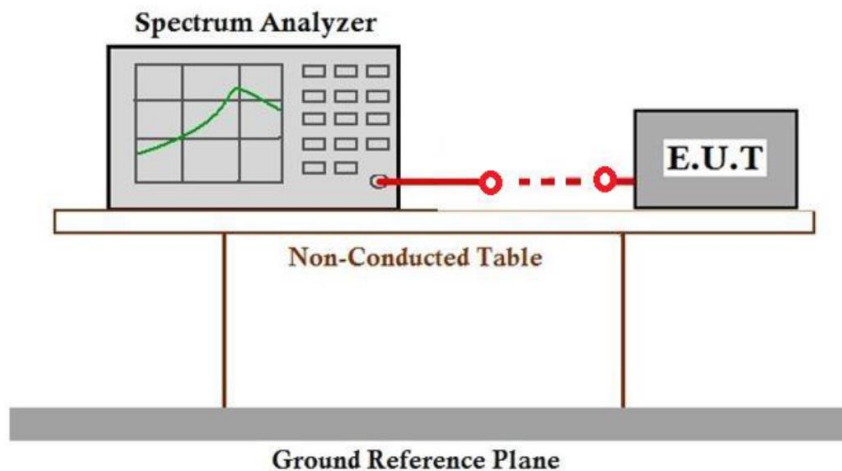 Spectrum Analyzer
E.U.T
Non-Conducted Table
Ground Reference Plane